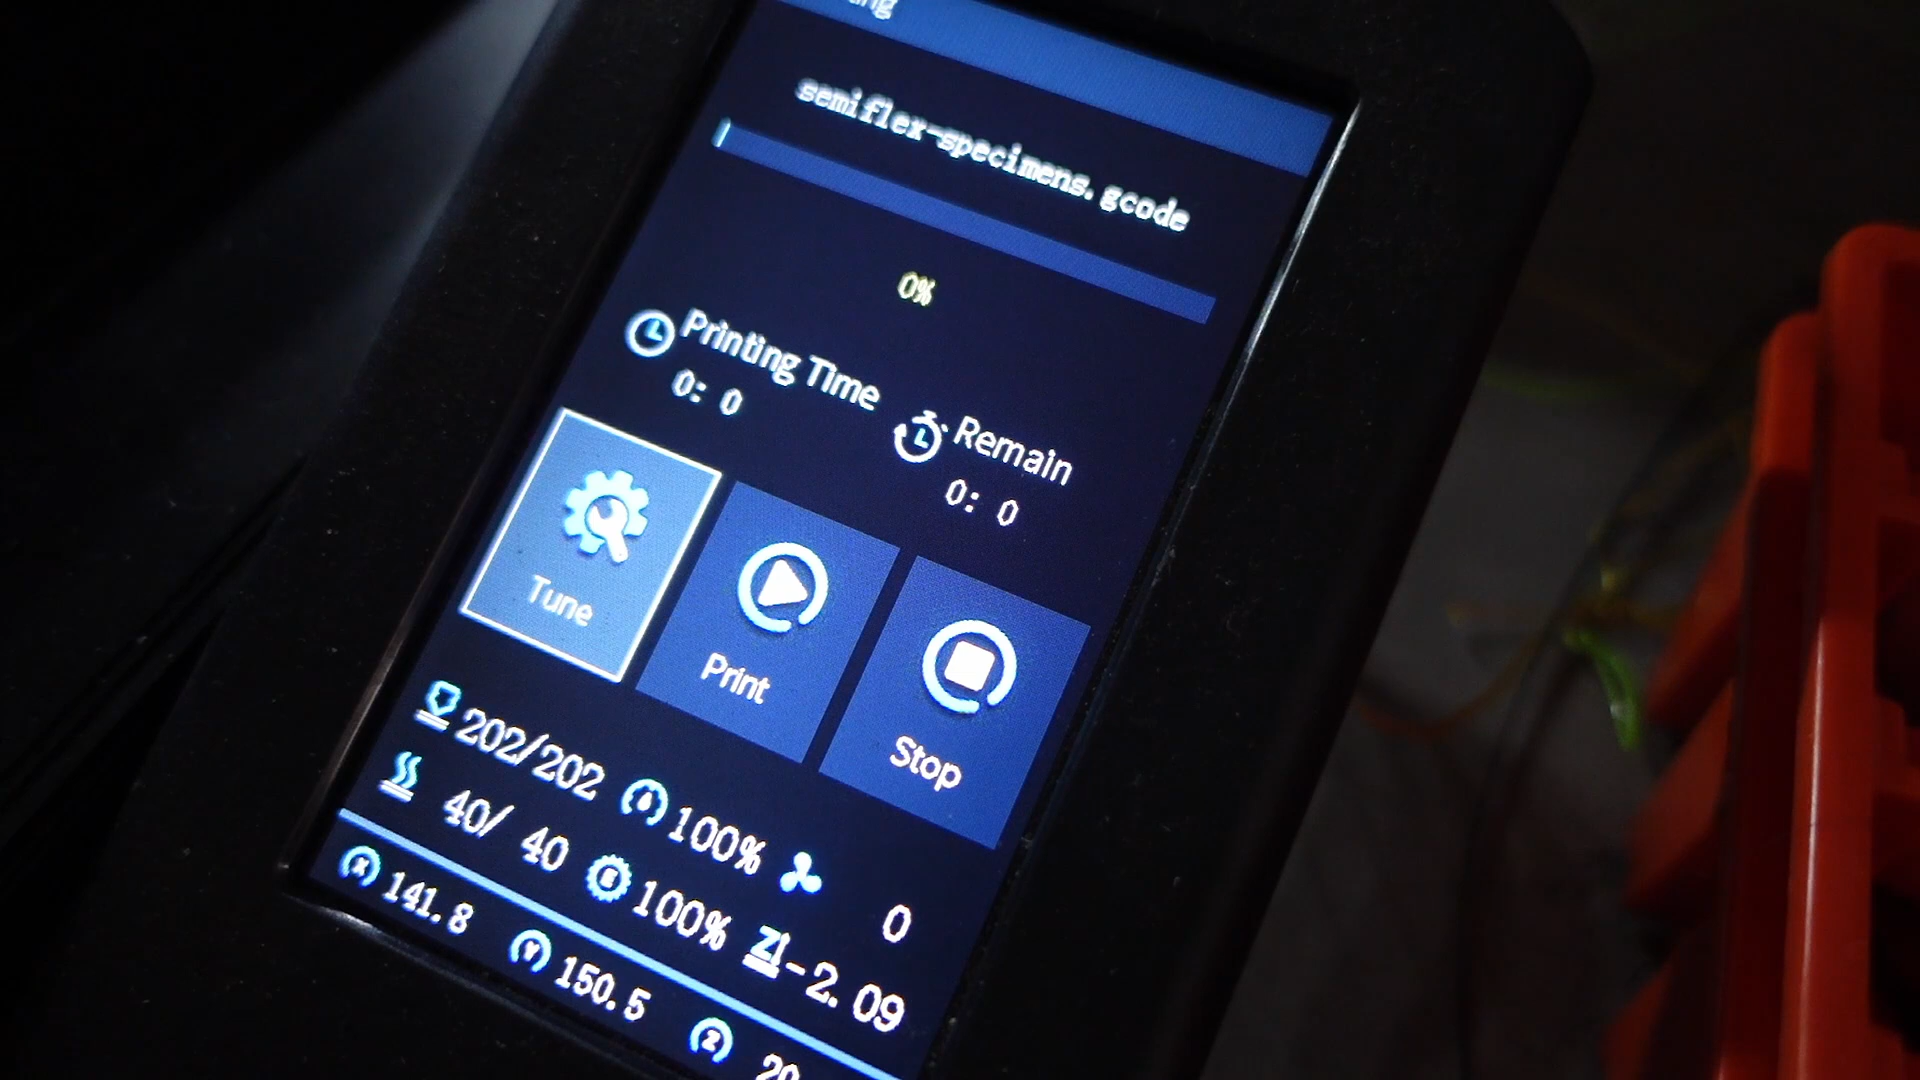 semifler-specimens.gcode
0%
Printing Time
0: 0
Remain
0: 0
Tune
Print
Stop
202/202
100%
0
40/ 40
100%
-2.09
X 141.8
Y 150.5
Z